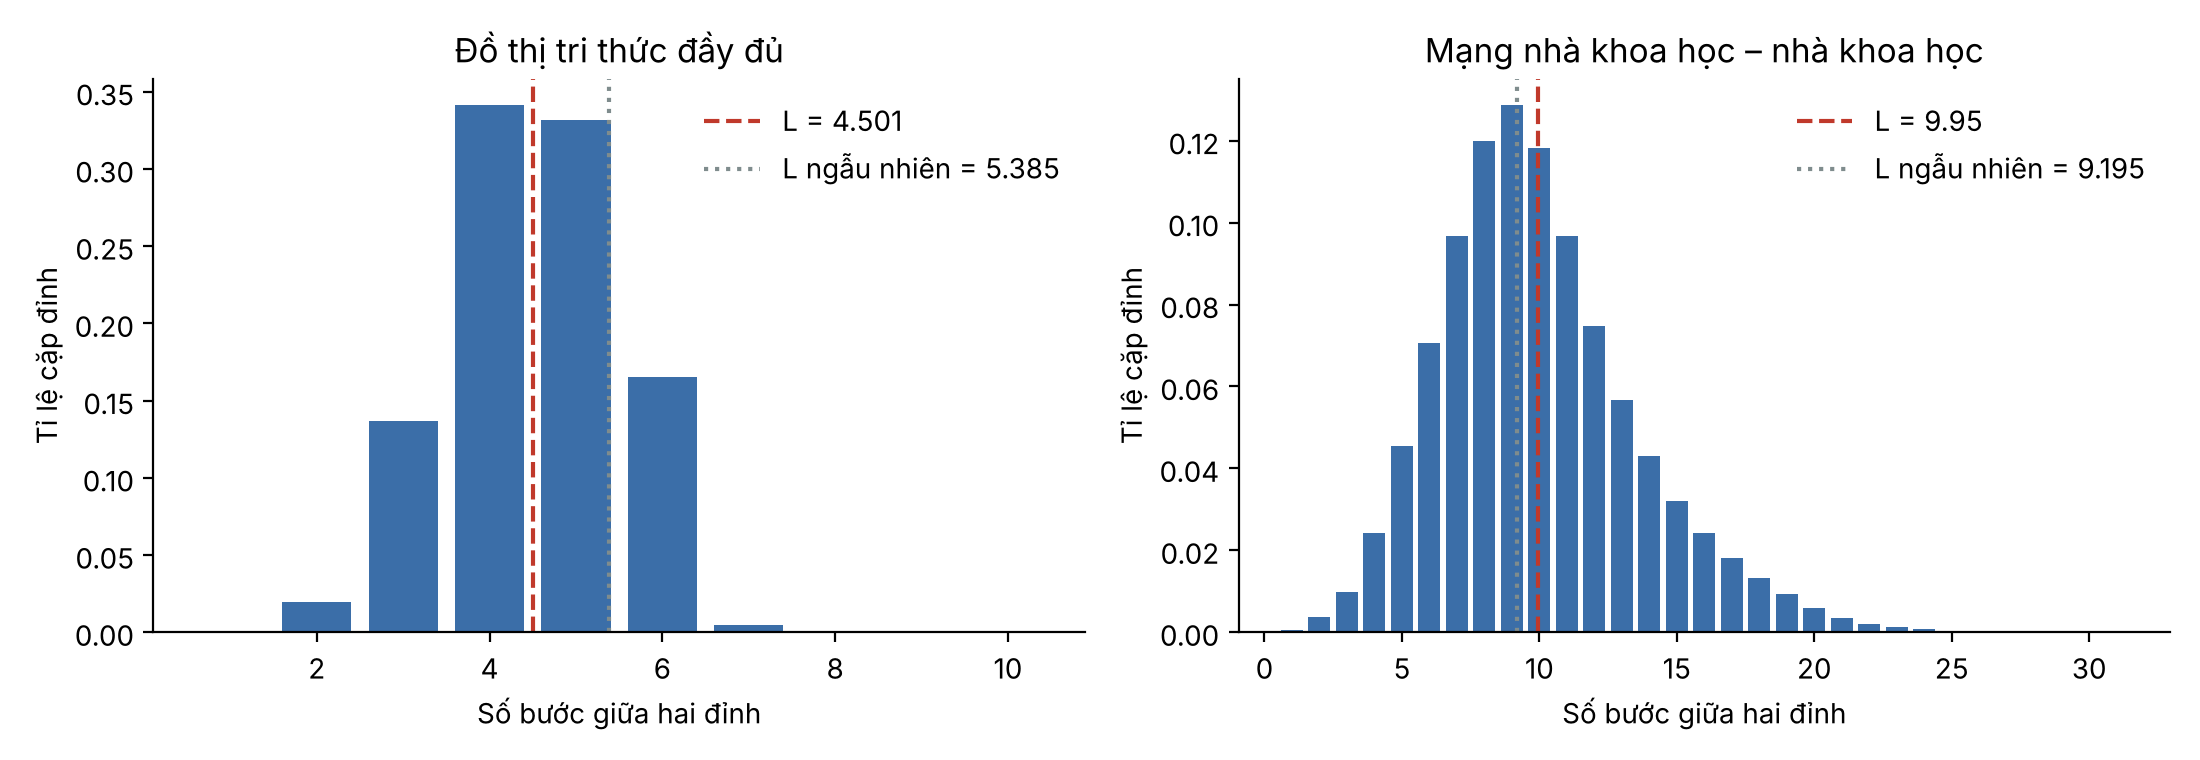 Đồ thị tri thức đầy đủ
0.35
0.30
0.25
0.20
0.15
0.10
0.05
0.00
Tỉ lệ cặp đỉnh
L = 4.501
L ngẫu nhiên = 5.385
2 4 6 8 10
Số bước giữa hai đỉnh
Mạng nhà khoa học – nhà khoa học
0.12
0.10
0.08
0.06
0.04
0.02
0.00
Tỉ lệ cặp đỉnh
L = 9.95
L ngẫu nhiên = 9.195
0 5 10 15 20 25 30
Số bước giữa hai đỉnh